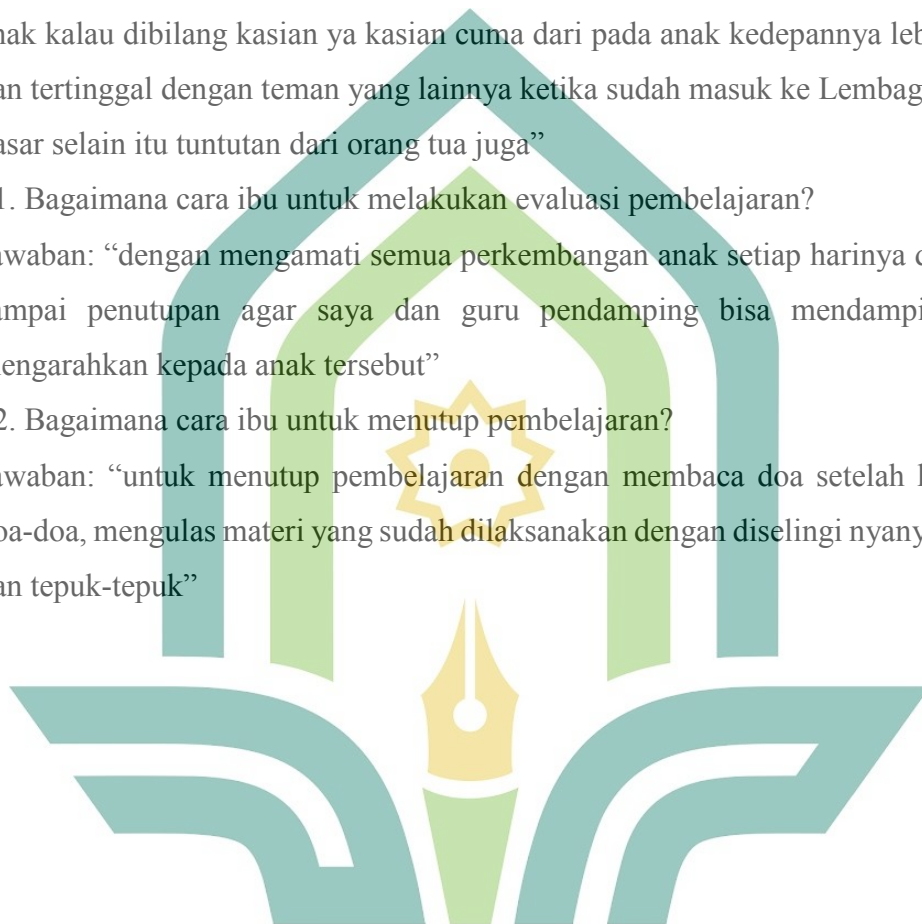 nak kalau dibilang kasian ya kasian cuma dari pada anak kedepannya leb
an tertinggal dengan teman yang lainnya ketika sudah masuk ke Lembag
asar selain itu tuntutan dari orang tua juga”
1. Bagaimana cara ibu untuk melakukan evaluasi pembelajaran?
awaban: “dengan mengamati semua perkembangan anak setiap harinya d
ampai penutupan agar saya dan guru pendamping bisa mendampi
engarahkan kepada anak tersebut”
2. Bagaimana cara ibu untuk menutup pembelajaran?
awaban: “untuk menutup pembelajaran dengan membaca doa setelah
oa-doa, mengulas materi yang sudah dilaksanakan dengan diselingi nyany
an tepuk-tepuk”